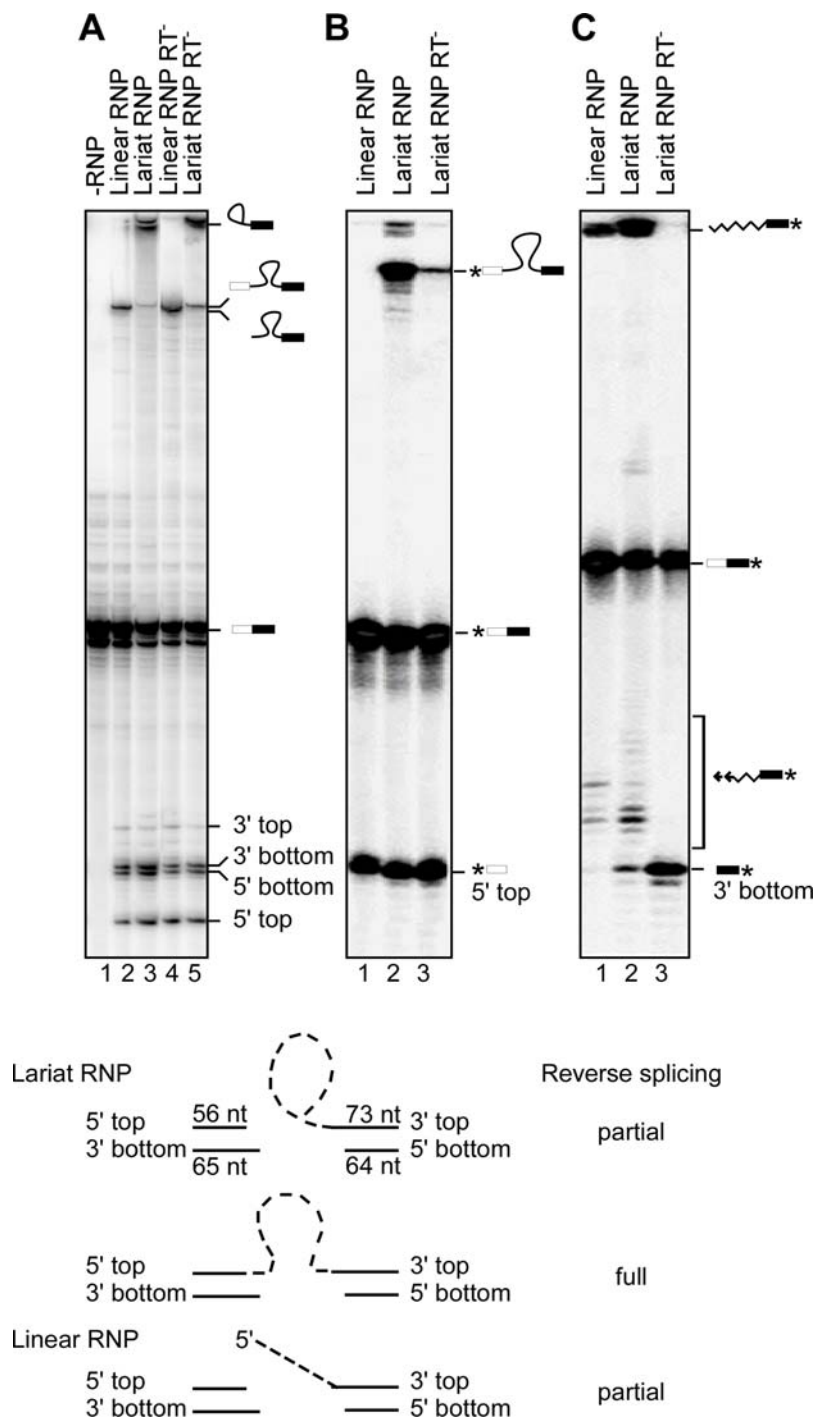 A
-RNP
Linear RNP
Lariat RNP
Linear RNP RT-
Lariat RNP RT-
3' top
3' bottom
5' bottom
5' top
1 2 3 4 5
B
Linear RNP
Lariat RNP
Lariat RNP RT-
*
*
*
5' top
1 2 3
C
Linear RNP
Lariat RNP
Lariat RNP RT-
*
*
*
*
3' bottom
1 2 3
Lariat RNP
Reverse splicing
5' top 56 nt 73 nt 3' top
partial
3' bottom 65 nt 64 nt 5' bottom
5' top 3' top
full
3' bottom 5' bottom
Linear RNP 5'
5' top 3' top
partial
3' bottom 5' bottom